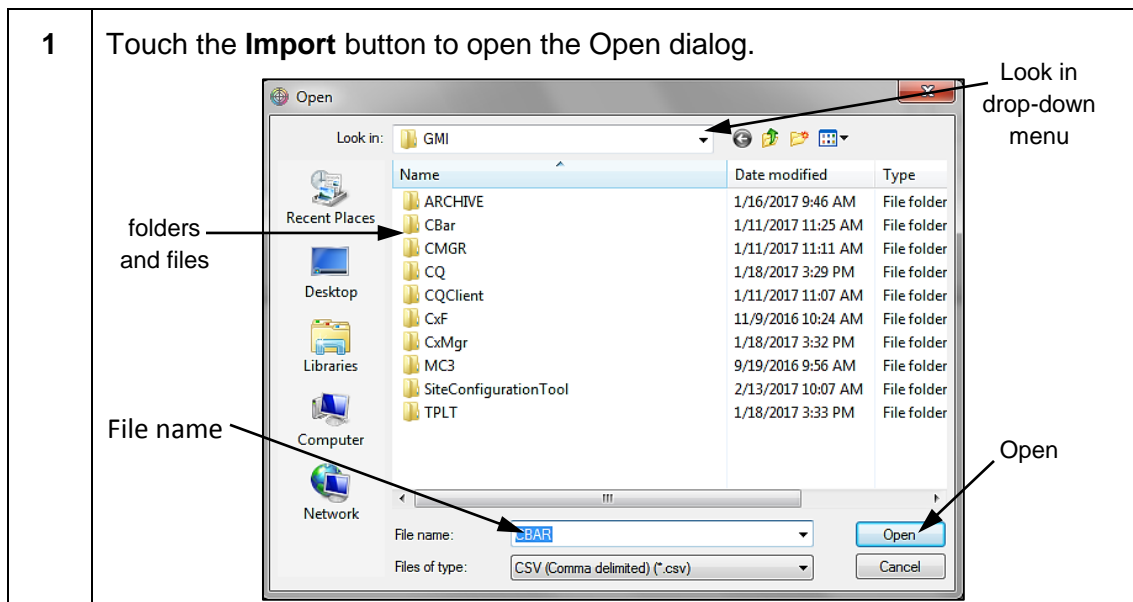 1 Touch the Import button to open the Open dialog.
Look in
drop-down
menu
Open
Look in: GMI
Name Date modified Type
ARCHIVE 1/16/2017 9:46 AM File folder
CBar 1/11/2017 11:25 AM File folder
CMGR 1/11/2017 11:11 AM File folder
CQ 1/18/2017 3:29 PM File folder
CQClient 1/11/2017 11:07 AM File folder
CxF 11/9/2016 10:24 AM File folder
CxMgr 1/18/2017 3:32 PM File folder
MC3 9/19/2016 9:56 AM File folder
SiteConfigurationTool 2/13/2017 10:07 AM File folder
TPLT 1/18/2017 3:33 PM File folder
Recent Places
Desktop
Libraries
Computer
Network
folders
and files
File name
Open
File name: CBAR Open
Files of type: CSV (Comma delimited) (*.csv) Cancel